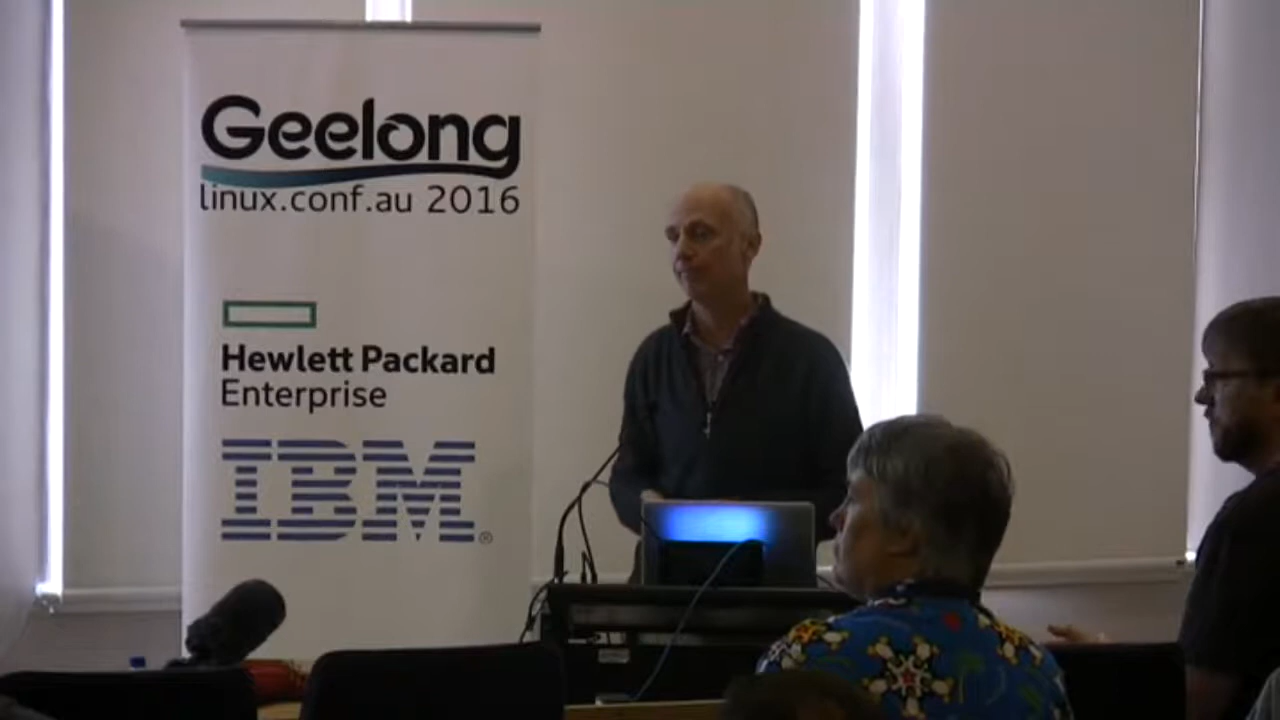 Geelong
linux.conf.au 2016
Hewlett Packard
Enterprise
IBM®